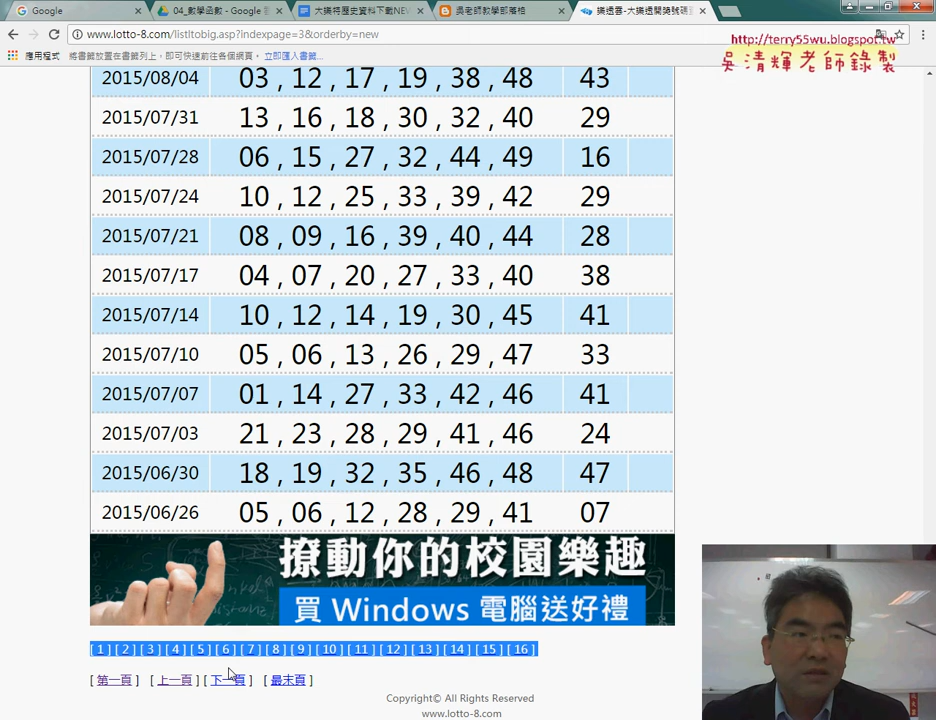 Google
04_數學函數 - Google
大樂得歷史資料下載NEW
吳老師教學部落格
樂透雲-大樂透開獎號碼
www.lotto-8.com/listltobig.asp?indexpage=3&orderby=new
http://terry55wu.blogspot.tw
應用程式 將書籤放置在書籤列上，即可快速前往各個網頁。 立即匯入書籤...
吳清輝老師錄製
2015/08/04 03 , 12 , 17 , 19 , 38 , 48 43
2015/07/31 13 , 16 , 18 , 30 , 32 , 40 29
2015/07/28 06 , 15 , 27 , 32 , 44 , 49 16
2015/07/24 10 , 12 , 25 , 33 , 39 , 42 29
2015/07/21 08 , 09 , 16 , 39 , 40 , 44 28
2015/07/17 04 , 07 , 20 , 27 , 33 , 40 38
2015/07/14 10 , 12 , 14 , 19 , 30 , 45 41
2015/07/10 05 , 06 , 13 , 26 , 29 , 47 33
2015/07/07 01 , 14 , 27 , 33 , 42 , 46 41
2015/07/03 21 , 23 , 28 , 29 , 41 , 46 24
2015/06/30 18 , 19 , 32 , 35 , 46 , 48 47
2015/06/26 05 , 06 , 12 , 28 , 29 , 41 07
撩動你的校園樂趣
買 Windows 電腦送好禮
[ 1 ] [ 2 ] [ 3 ] [ 4 ] [ 5 ] [ 6 ] [ 7 ] [ 8 ] [ 9 ] [ 10 ] [ 11 ] [ 12 ] [ 13 ] [ 14 ] [ 15 ] [ 16 ]
[ 第一頁 ] [ 上一頁 ] [ 下一頁 ] [ 最末頁 ]
Copyright© All Rights Reserved
www.lotto-8.com